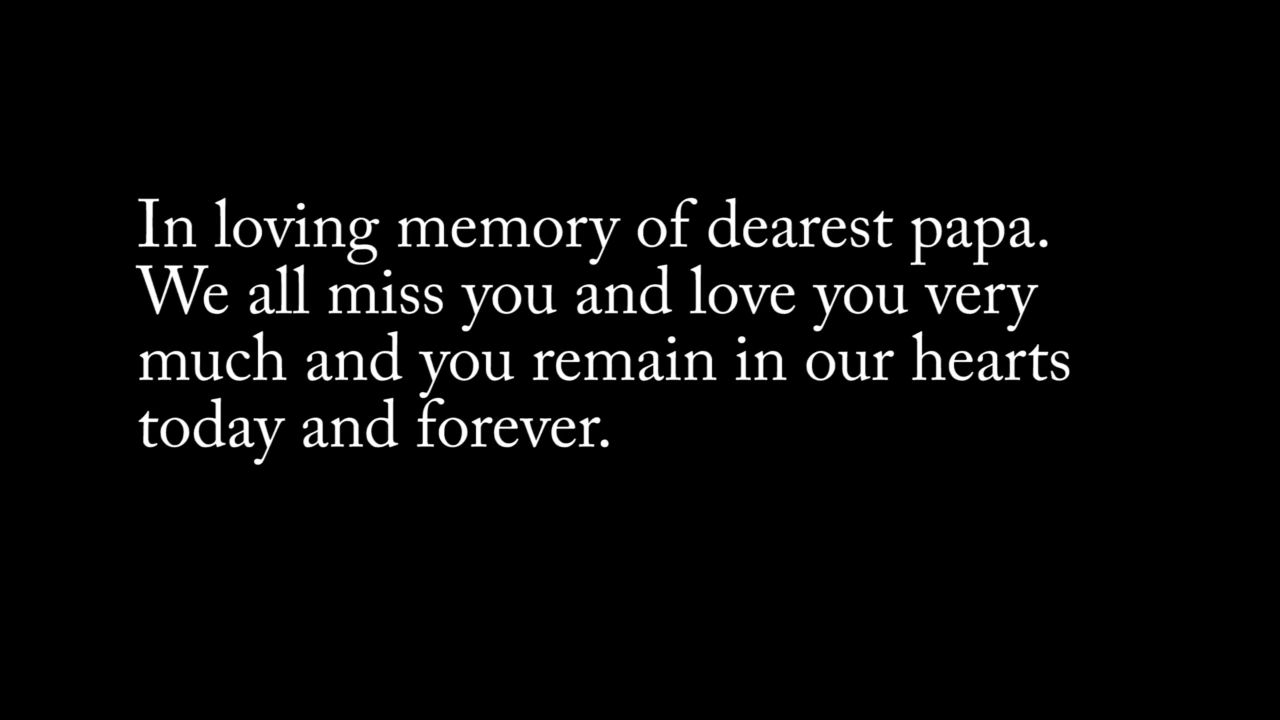 In loving memory of dearest papa.
We all miss you and love you very
much and you remain in our hearts
today and forever.